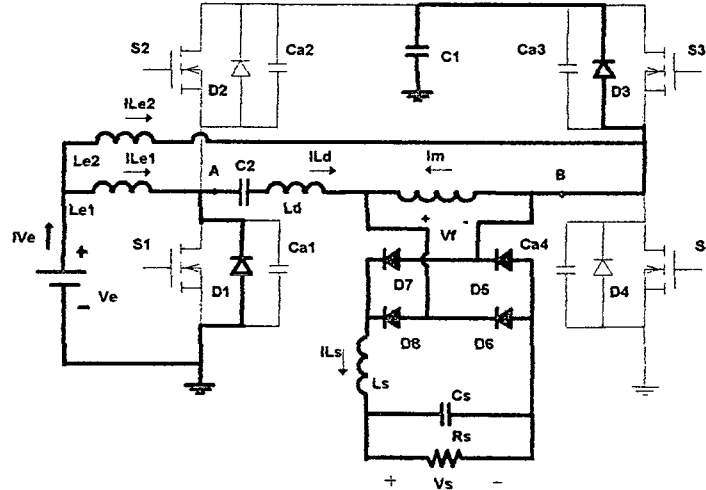 S2
D2
Ca2
C1
Ca3
D3
S3
ILe2
Le2
ILe1
A
C2
ILd
Im
B
Le1
Ld
+
-
Vf
IVe
+
Ve
-
S1
D1
Ca1
Ca4
D7
D5
D4
S
D8
D6
ILs
Ls
Cs
Rs
+
Vs
-